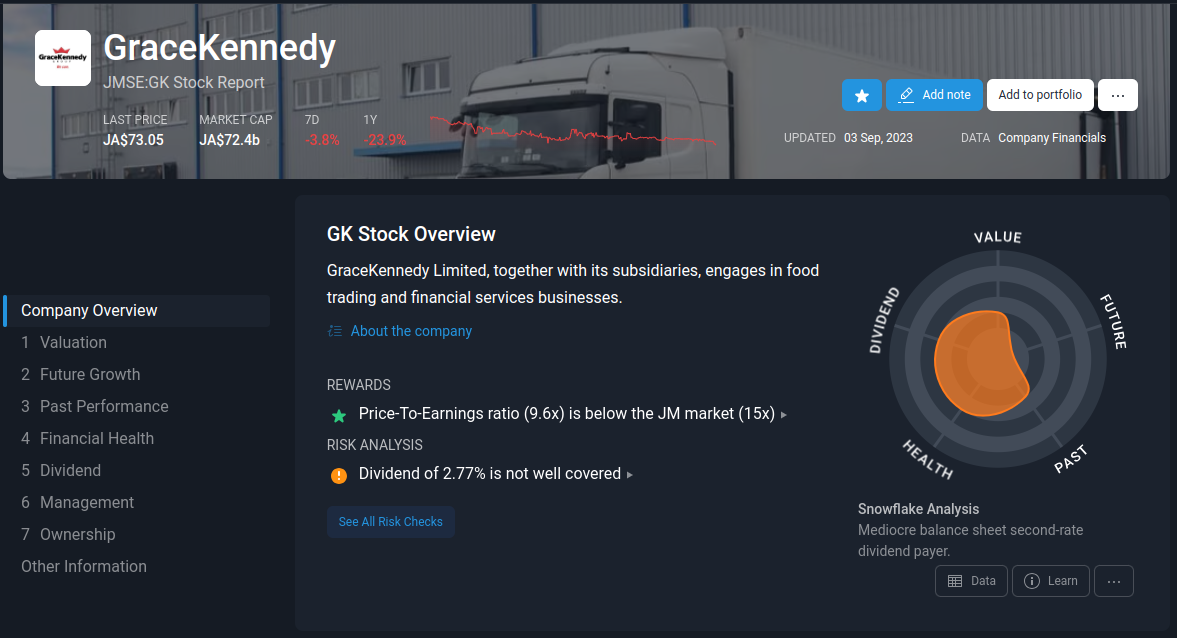 GraceKennedy
GraceKennedy
JMSE:GK Stock Report
LAST PRICE
JA$73.05
MARKET CAP
JA$72.4b
7D
-3.8%
1Y
-23.9%
Add note
Add to portfolio
...
UPDATED 03 Sep, 2023
DATA Company Financials
Company Overview
1 Valuation
2 Future Growth
3 Past Performance
4 Financial Health
5 Dividend
6 Management
7 Ownership
Other Information
GK Stock Overview
GraceKennedy Limited, together with its subsidiaries, engages in food
trading and financial services businesses.
About the company
REWARDS
Price-To-Earnings ratio (9.6x) is below the JM market (15x)
RISK ANALYSIS
Dividend of 2.77% is not well covered
See All Risk Checks
VALUE
FUTURE
PAST
HEALTH
DIVIDEND
Snowflake Analysis
Mediocre balance sheet second-rate
dividend payer.
Data
Learn
...